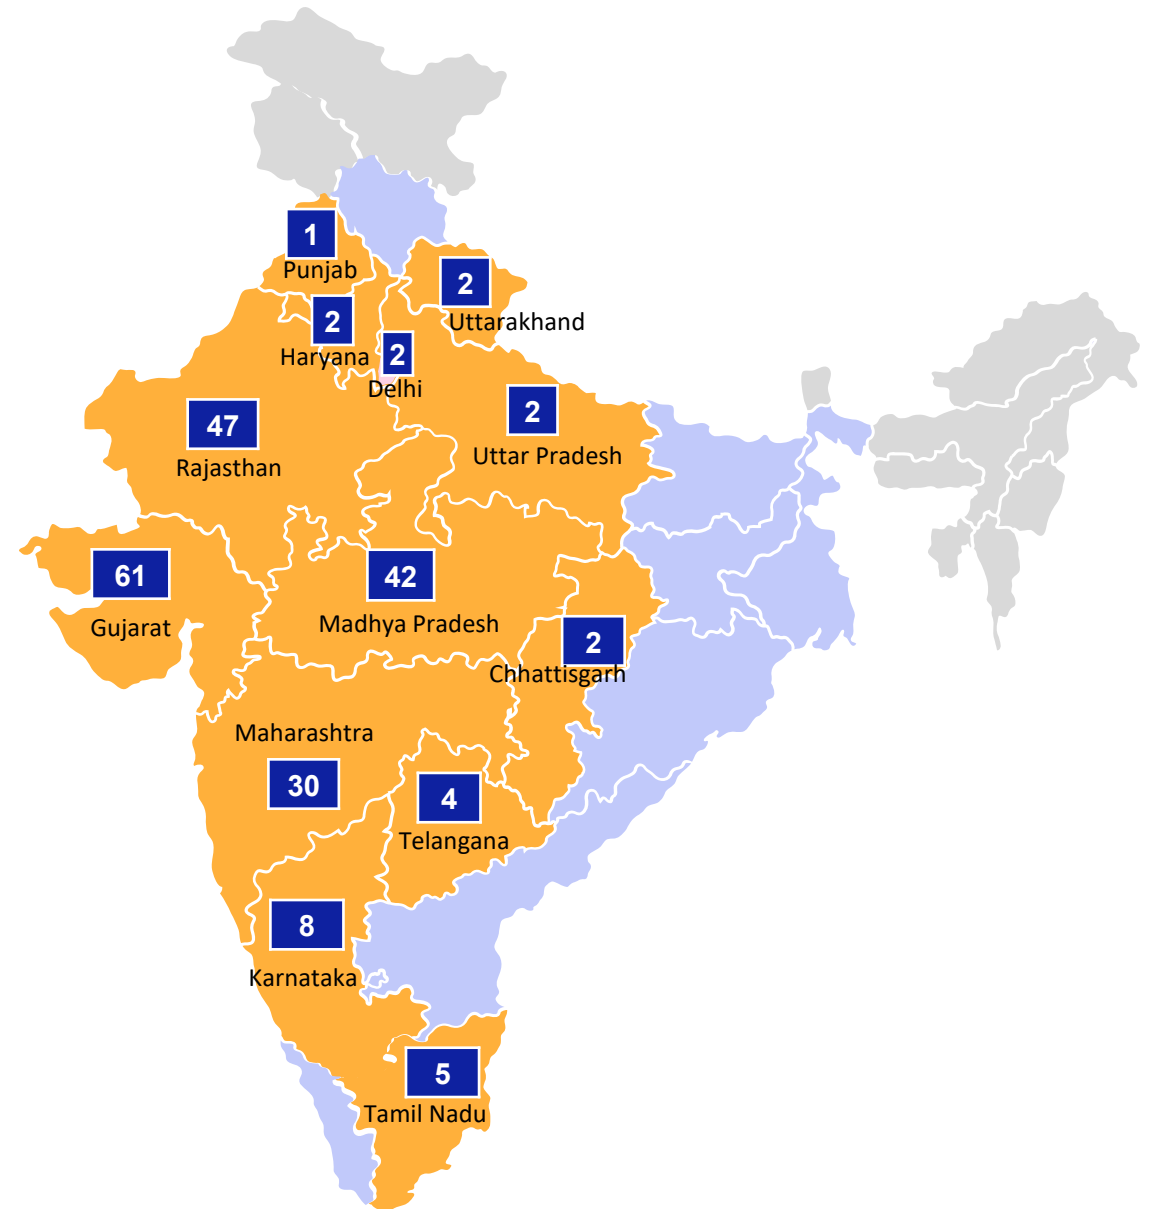 1
Punjab
2
Uttarakhand
2
Haryana
2
Delhi
47
Rajasthan
2
Uttar Pradesh
61
Gujarat
42
Madhya Pradesh
2
Chhattisgarh
Maharashtra
30
4
Telangana
8
Karnataka
5
Tamil Nadu